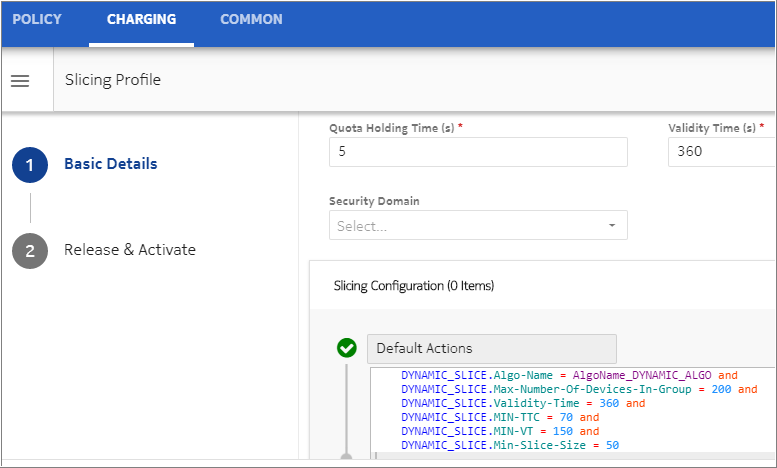 POLICY CHARGING COMMON
Slicing Profile
1 Basic Details
2 Release & Activate
Quota Holding Time (s) * Validity Time (s) *
5 360
Security Domain
Select...
Slicing Configuration (0 Items)
Default Actions
DYNAMIC_SLICE.Algo-Name = AlgoName_DYNAMIC_ALGO and
DYNAMIC_SLICE.Max-Number-Of-Devices-In-Group = 200 and
DYNAMIC_SLICE.Validity-Time = 360 and
DYNAMIC_SLICE.MIN-TTC = 70 and
DYNAMIC_SLICE.MIN-VT = 150 and
DYNAMIC_SLICE.Min-Slice-Size = 50